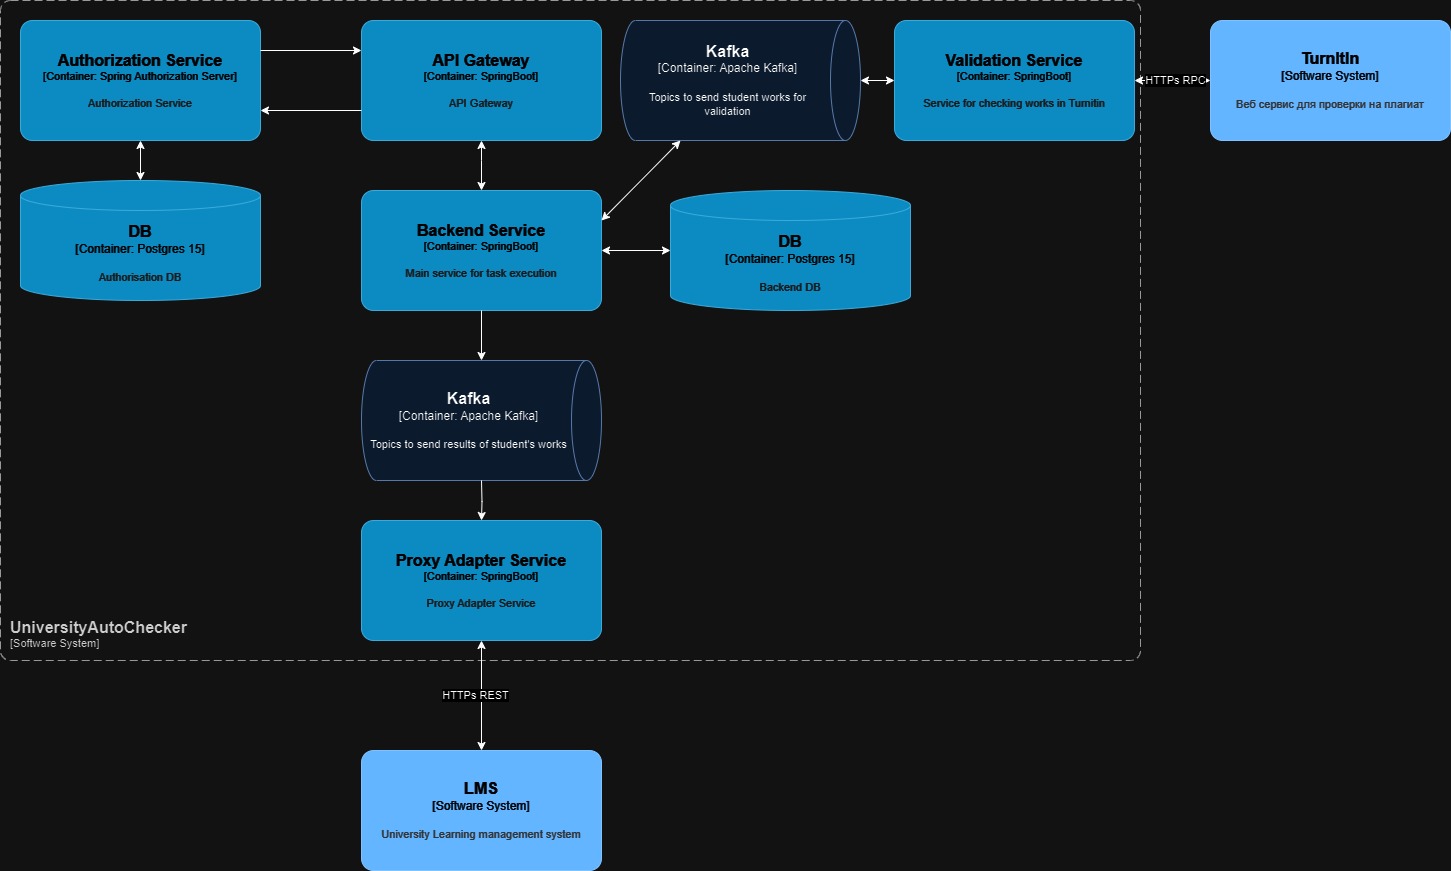 Authorization Service
[Container: Spring Authorization Server]
Authorization Service
API Gateway
[Container: SpringBoot]
API Gateway
Kafka
[Container: Apache Kafka]
Topics to send student works for
validation
Validation Service
[Container: SpringBoot]
Service for checking works in Turnitin
HTTPs RPC
TurnItIn
[Software System]
Веб сервис для проверки на плагиат
DB
[Container: Postgres 15]
Authorisation DB
Backend Service
[Container: SpringBoot]
Main service for task execution
DB
[Container: Postgres 15]
Backend DB
Kafka
[Container: Apache Kafka]
Topics to send results of student's works
Proxy Adapter Service
[Container: SpringBoot]
Proxy Adapter Service
UniversityAutoChecker
[Software System]
HTTPs REST
LMS
[Software System]
University Learning management system